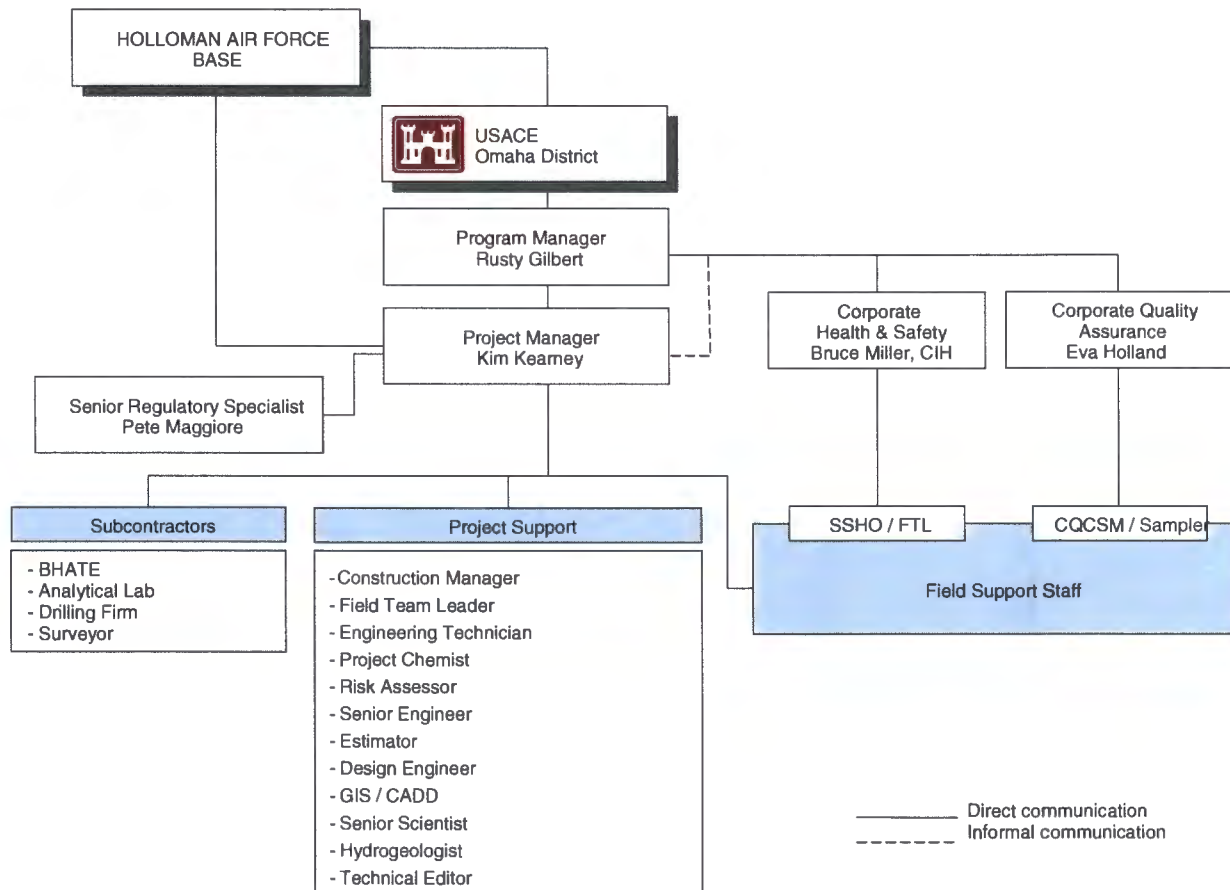 HOLLOMAN AIR FORCE
BASE
USACE
Omaha District
Program Manager
Rusty Gilbert
Project Manager
Kim Kearney
Corporate
Health & Safety
Bruce Miller, CIH
Corporate Quality
Assurance
Eva Holland
Senior Regulatory Specialist
Pete Maggiore
Subcontractors
- BHATE
- Analytical Lab
- Drilling Firm
- Surveyor
Project Support
- Construction Manager
- Field Team Leader
- Engineering Technician
- Project Chemist
- Risk Assessor
- Senior Engineer
- Estimator
- Design Engineer
- GIS / CADD
- Senior Scientist
- Hydrogeologist
- Technical Editor
SSHO / FTL
CQCSM / Sampler
Field Support Staff
Direct communication
Informal communication